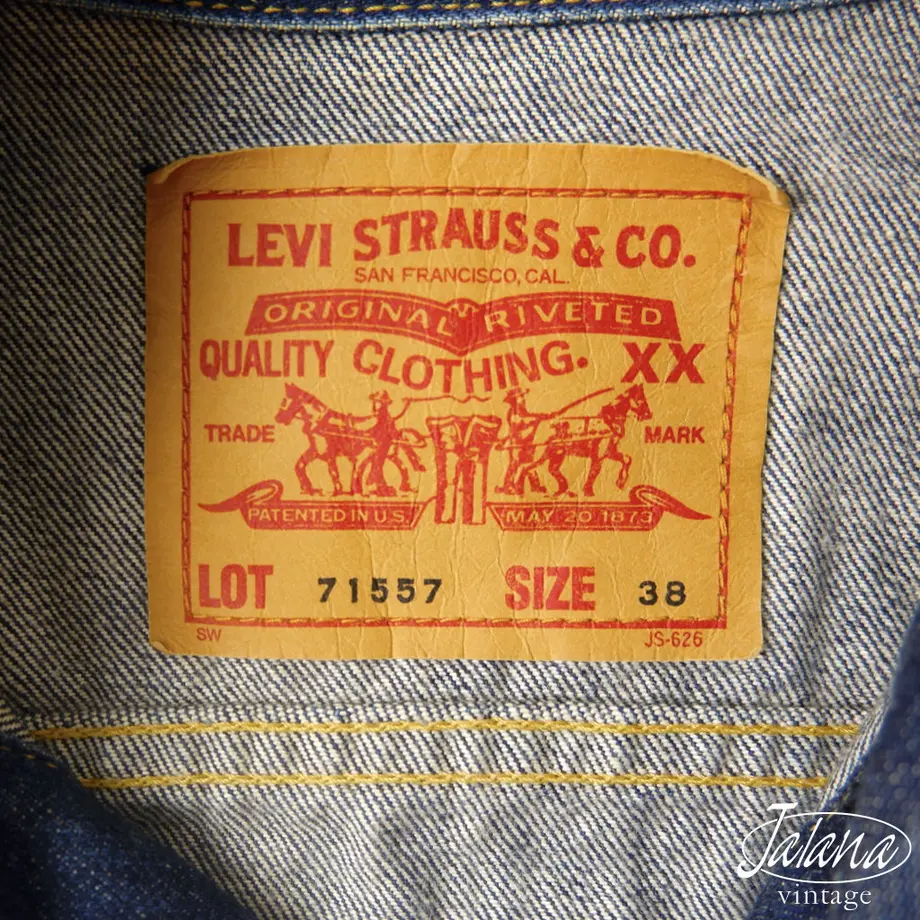 LEVI STRAUSS & CO.
SAN FRANCISCO, CAL.
ORIGINAL RIVETED
QUALITY CLOTHING. XX
TRADE MARK
PATENTED IN U.S. MAY 20 1873
LOT 71557 SIZE 38
SW JS-626
Jalana
vintage